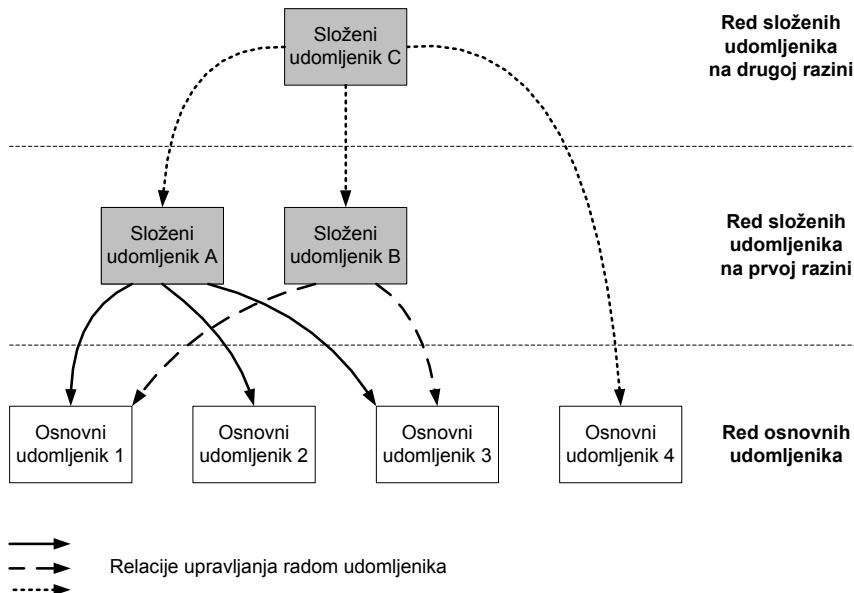 Složeni
udomljenik C
Red složenih
udomljenika
na drugoj razini
Složeni
udomljenik A
Složeni
udomljenik B
Red složenih
udomljenika
na prvoj razini
Osnovni
udomljenik 1
Osnovni
udomljenik 2
Osnovni
udomljenik 3
Osnovni
udomljenik 4
Red osnovnih
udomljenika
Relacije upravljanja radom udomljenika